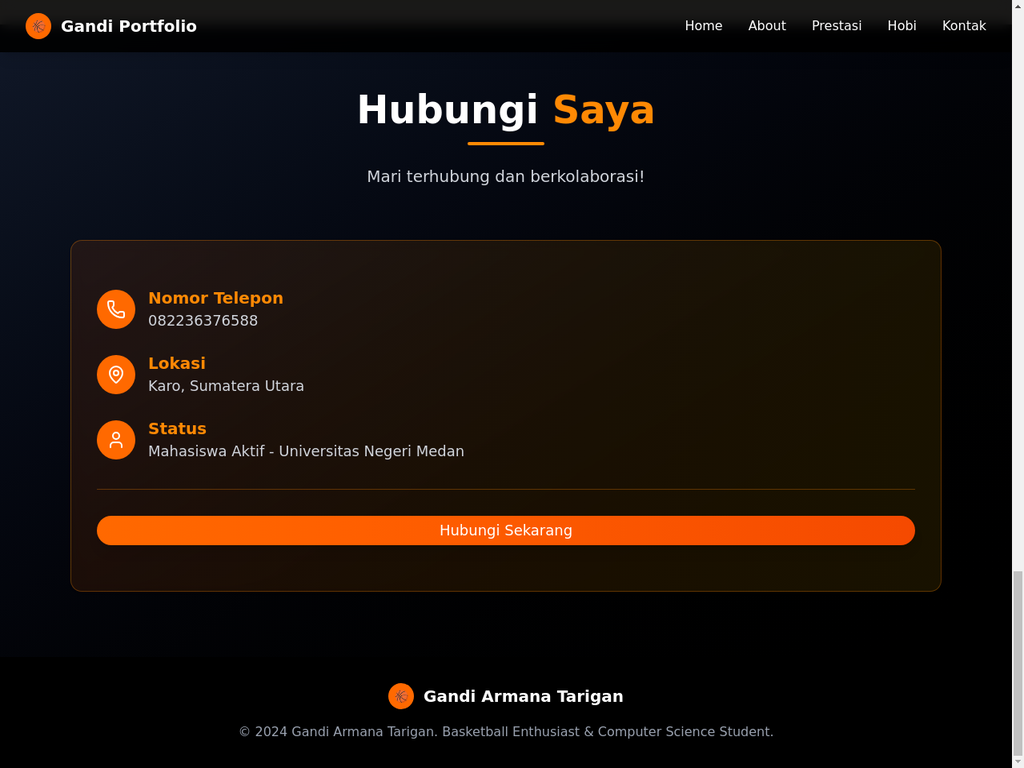 Gandi Portfolio
Home About Prestasi Hobi Kontak
Hubungi Saya
Mari terhubung dan berkolaborasi!
Nomor Telepon
082236376588
Lokasi
Karo, Sumatera Utara
Status
Mahasiswa Aktif - Universitas Negeri Medan
Hubungi Sekarang
Gandi Armana Tarigan
© 2024 Gandi Armana Tarigan. Basketball Enthusiast & Computer Science Student.